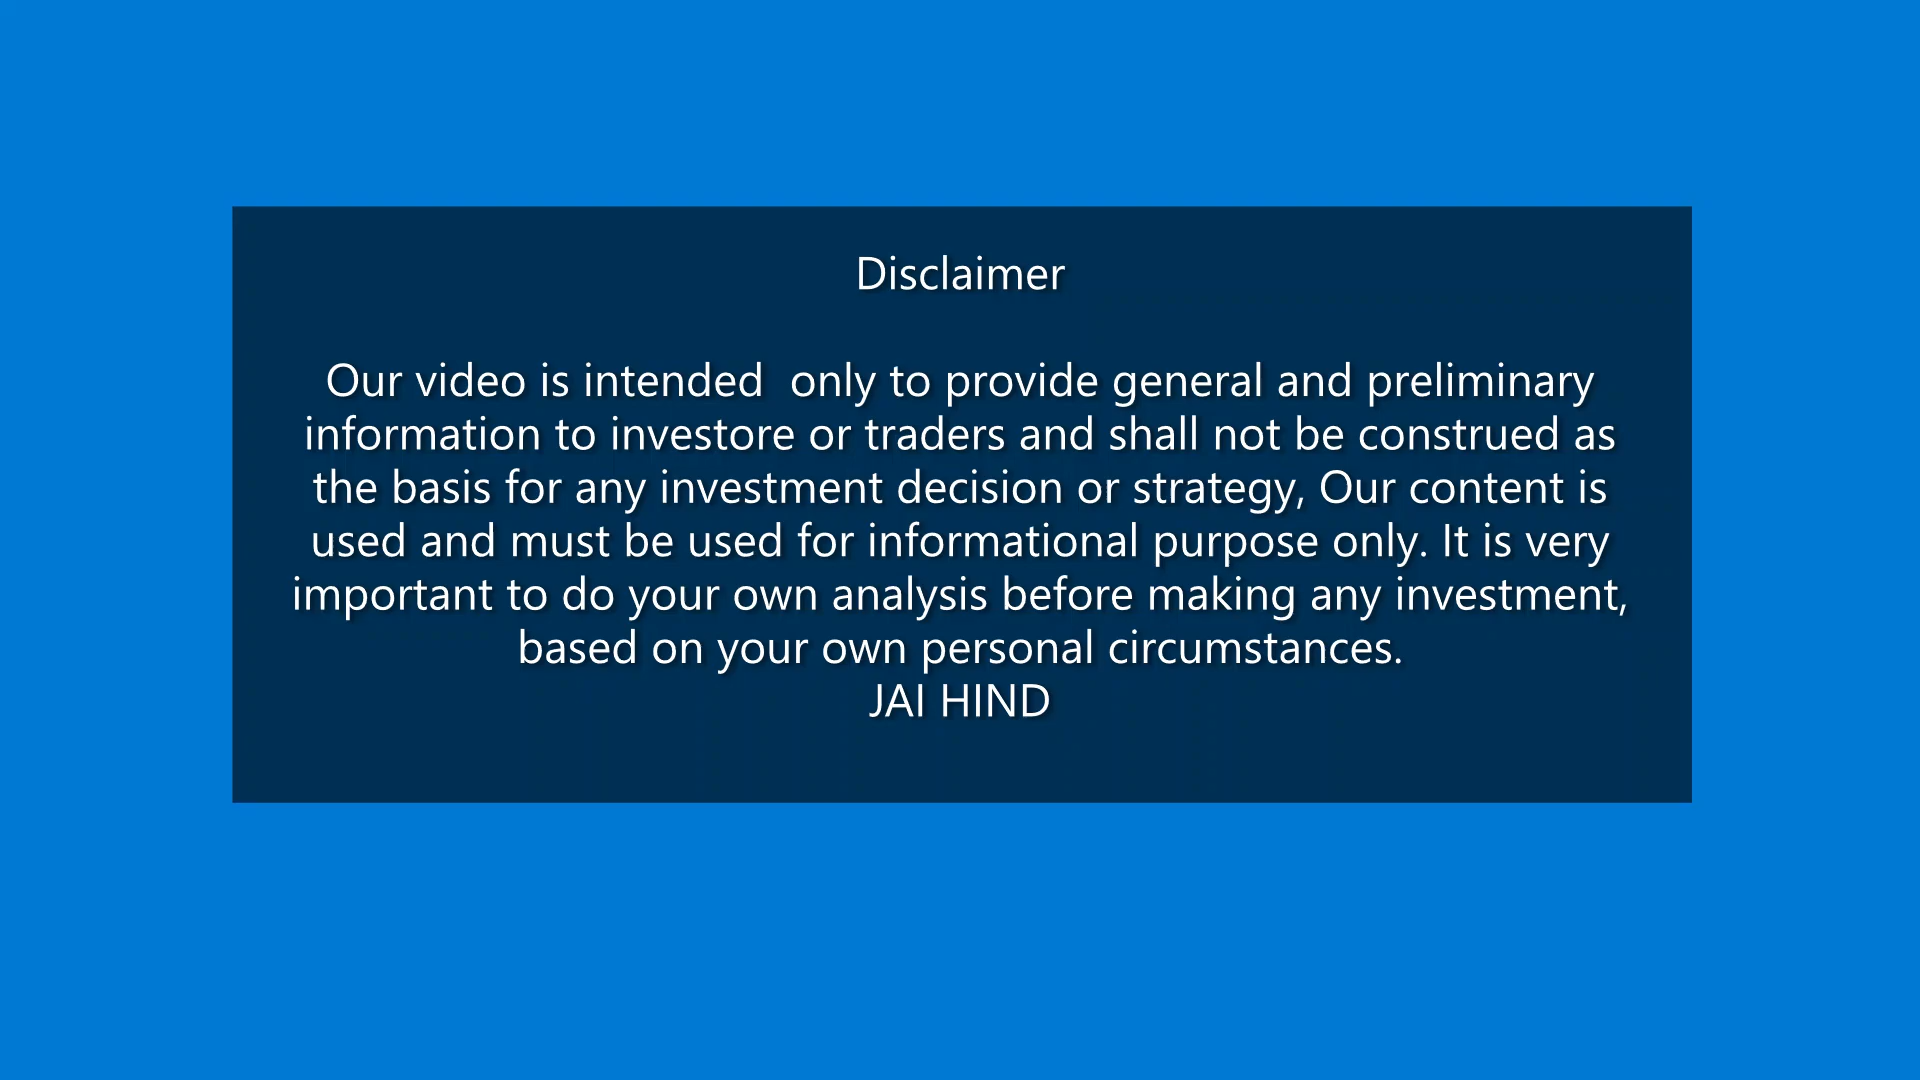 Disclaimer
Our video is intended  only to provide general and preliminary
information to investore or traders and shall not be construed as
the basis for any investment decision or strategy, Our content is
used and must be used for informational purpose only. It is very
important to do your own analysis before making any investment,
based on your own personal circumstances.
JAI HIND